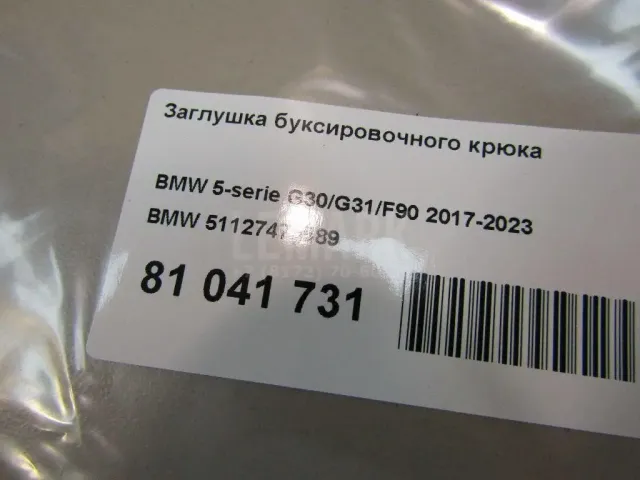 Заглушка буксировочного крюка
BMW 5-serie G30/G31/F90 2017-2023
BMW
81 041 731